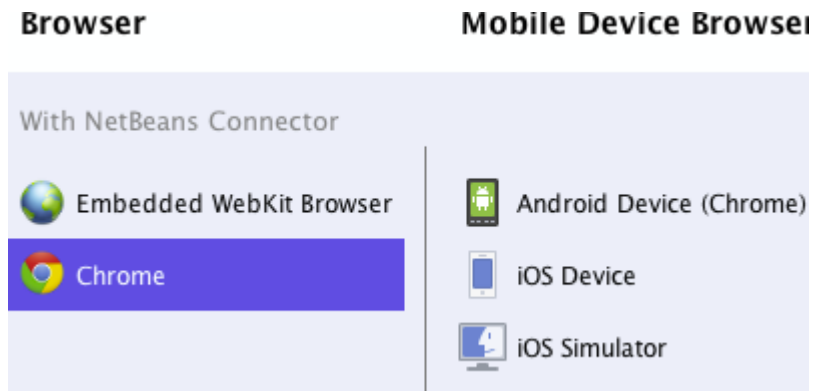 Browser
Mobile Device Browser
With NetBeans Connector
Embedded WebKit Browser
Chrome
Android Device (Chrome)
iOS Device
iOS Simulator